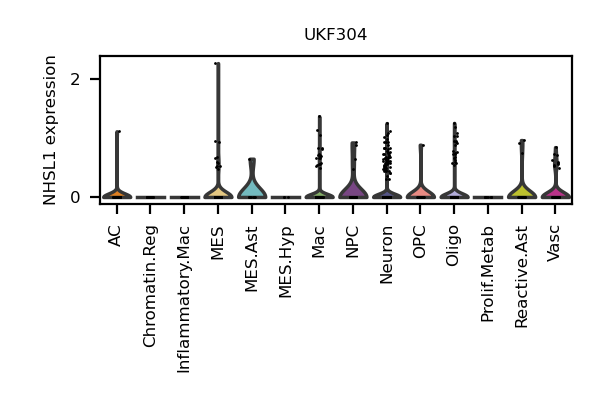 UKF304
NHSL1 expression
2
0
AC
Chromatin.Reg
Inflammatory.Mac
MES
MES.Ast
MES.Hyp
Mac
NPC
Neuron
OPC
Oligo
Prolif.Metab
Reactive.Ast
Vasc